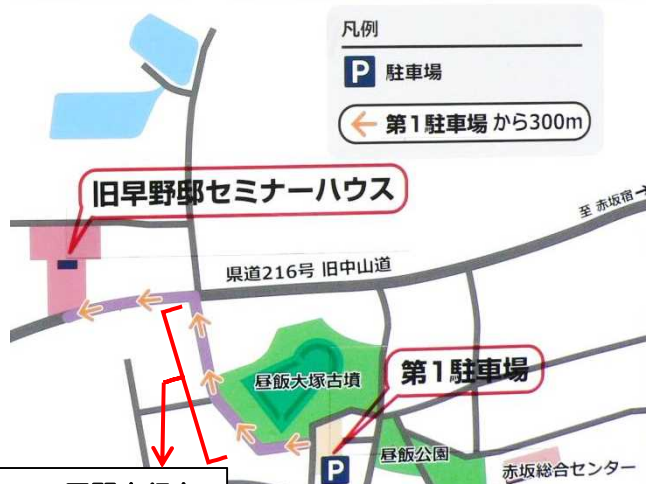 凡例
P 駐車場
← 第1駐車場 から300m
旧早野邸セミナーハウス
至 赤坂宿→
県道216号 旧中山道
昼飯大塚古墳
第1駐車場
P
昼飯公園
赤坂総合センター